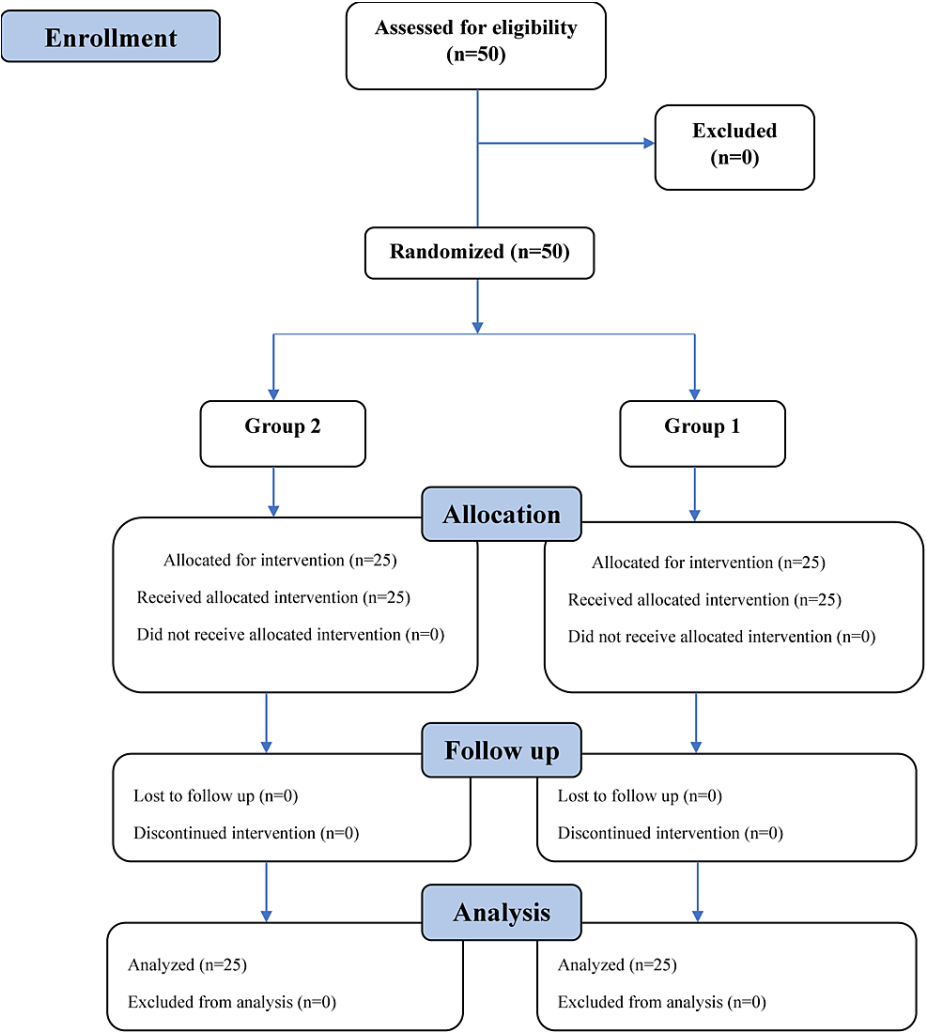 Enrollment
Assessed for eligibility
(n=50)
Excluded
(n=0)
Randomized (n=50)
Group 2
Group 1
Allocation
Allocated for intervention (n=25)
Received allocated intervention (n=25)
Did not receive allocated intervention (n=0)
Allocated for intervention (n=25)
Received allocated intervention (n=25)
Did not receive allocated intervention (n=0)
Follow up
Lost to follow up (n=0)
Discontinued intervention (n=0)
Lost to follow up (n=0)
Discontinued intervention (n=0)
Analysis
Analyzed (n=25)
Excluded from analysis (n=0)
Analyzed (n=25)
Excluded from analysis (n=0)